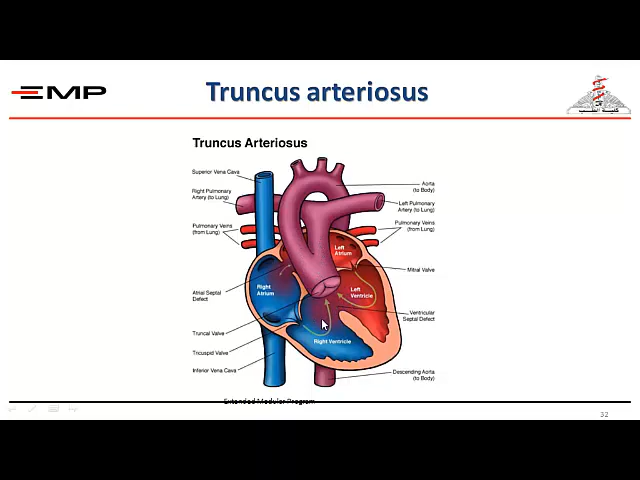 EMP
Truncus arteriosus
كلية الطب
Truncus Arteriosus
Superior Vena Cava
Right Pulmonary
Artery (to Lung)
Pulmonary Veins
(from Lung)
Atrial Septal
Defect
Truncal Valve
Tricuspid Valve
Inferior Vena Cava
Aorta
(to Body)
Left Pulmonary
Artery (to Lung)
Pulmonary Veins
(from Lung)
Mitral Valve
Ventricular
Septal Defect
Descending Aorta
(to Body)
Left
Atrium
Right
Atrium
Left
Ventricle
Right Ventricle
Extended Modular Program
32